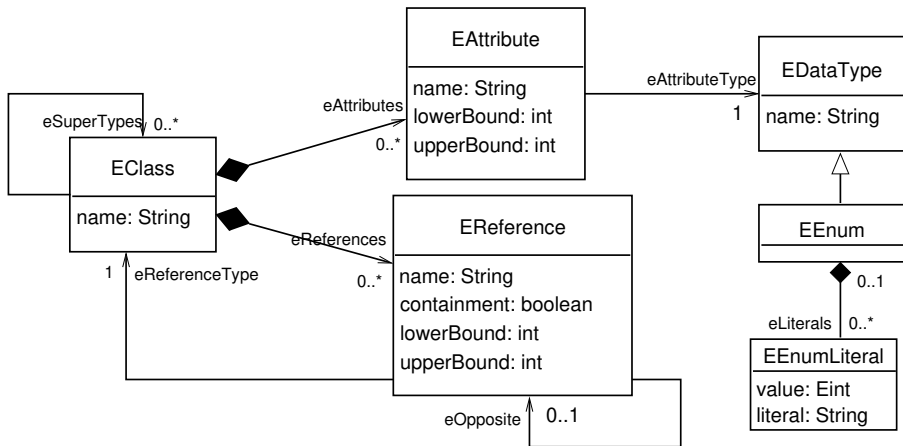 EAttribute
name: String
lowerBound: int
upperBound: int
eAttributeType
1
EDataType
name: String
eAttributes
0..*
eSuperTypes
0..*
EClass
name: String
eReferences
0..*
1
eReferenceType
EReference
name: String
containment: boolean
lowerBound: int
upperBound: int
eOpposite
0..1
EEnum
0..1
eLiterals
0..*
EEnumLiteral
value: Eint
literal: String